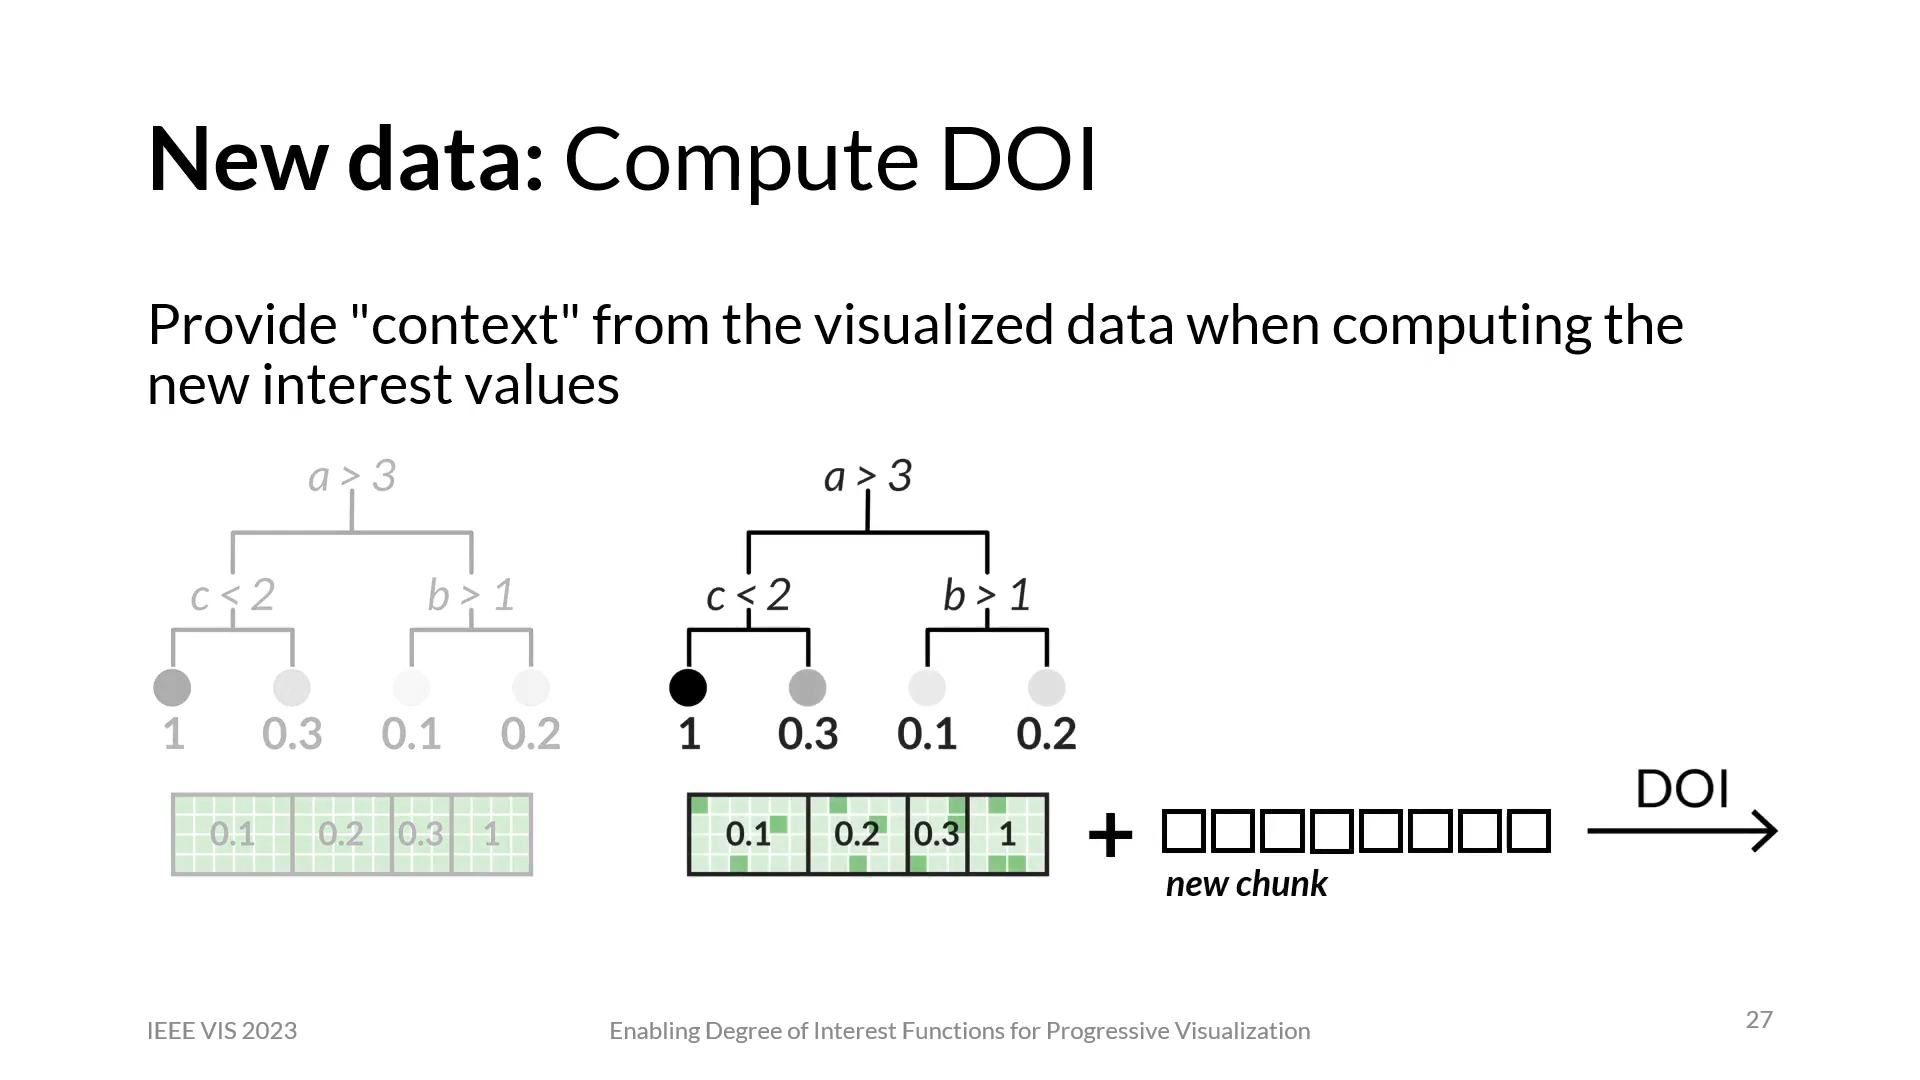 New data: Compute DOI
Provide "context" from the visualized data when computing the
new interest values
a > 3
c < 2
b > 1
1
0.3
0.1
0.2
0.1
0.2
0.3
1
a > 3
c < 2
b > 1
1
0.3
0.1
0.2
0.1
0.2
0.3
1
+
new chunk
DOI
IEEE VIS 2023
Enabling Degree of Interest Functions for Progressive Visualization
27